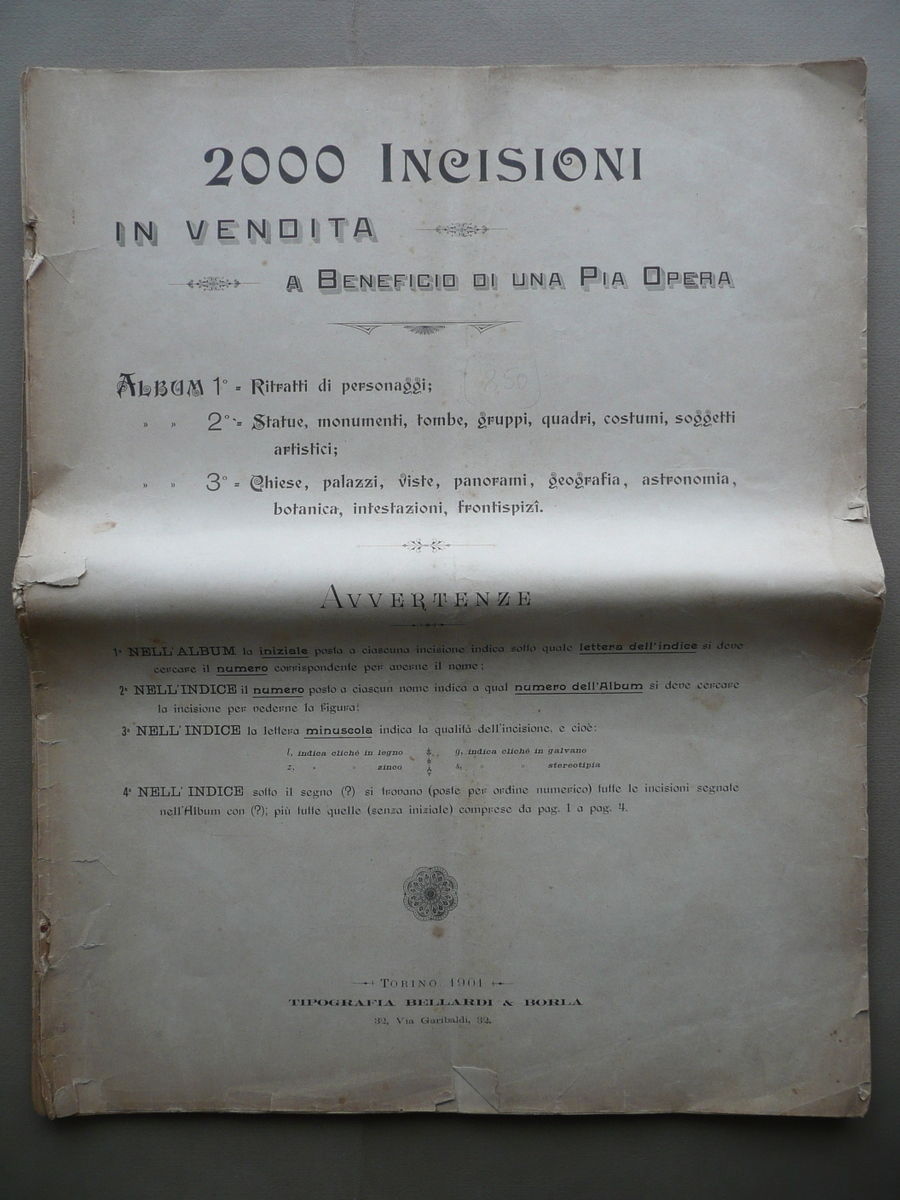 2000 INCISIONI
IN VENDITA
A BENEFICIO DI UNA PIA OPERA
ALBUM 1° = Ritratti di personaggi;
8,50
» » 2° = Statue, monumenti, tombe, gruppi, quadri, costumi, soggetti
artistici;
» » 3° = Chiese, palazzi, viste, panorami, geografia, astronomia,
botanica, intestazioni, frontispizî.
AVVERTENZE
1ª NELL'ALBUM la iniziale posta a ciascuna incisione indica sotto quale lettera dell'indice si deve
cercare il numero corrispondente per averne il nome;
2ª NELL'INDICE il numero posto a ciascun nome indica a qual numero dell'Album si deve cercare
la incisione per vederne la figura;
3ª NELL'INDICE la lettera minuscola indica la qualità dell'incisione, e cioè:
l, indica cliché in legno g, indica cliché in galvano
z, » » zinco s, » » stereotipia
4ª NELL'INDICE sotto il segno (?) si trovano (poste per ordine numerico) tutte le incisioni segnate
nell'Album con (?); più tutte quelle (senza iniziale) comprese da pag. 1 a pag. 4.
TORINO, 1901
TIPOGRAFIA BELLARDI & BORLA
32, Via Garibaldi, 32.